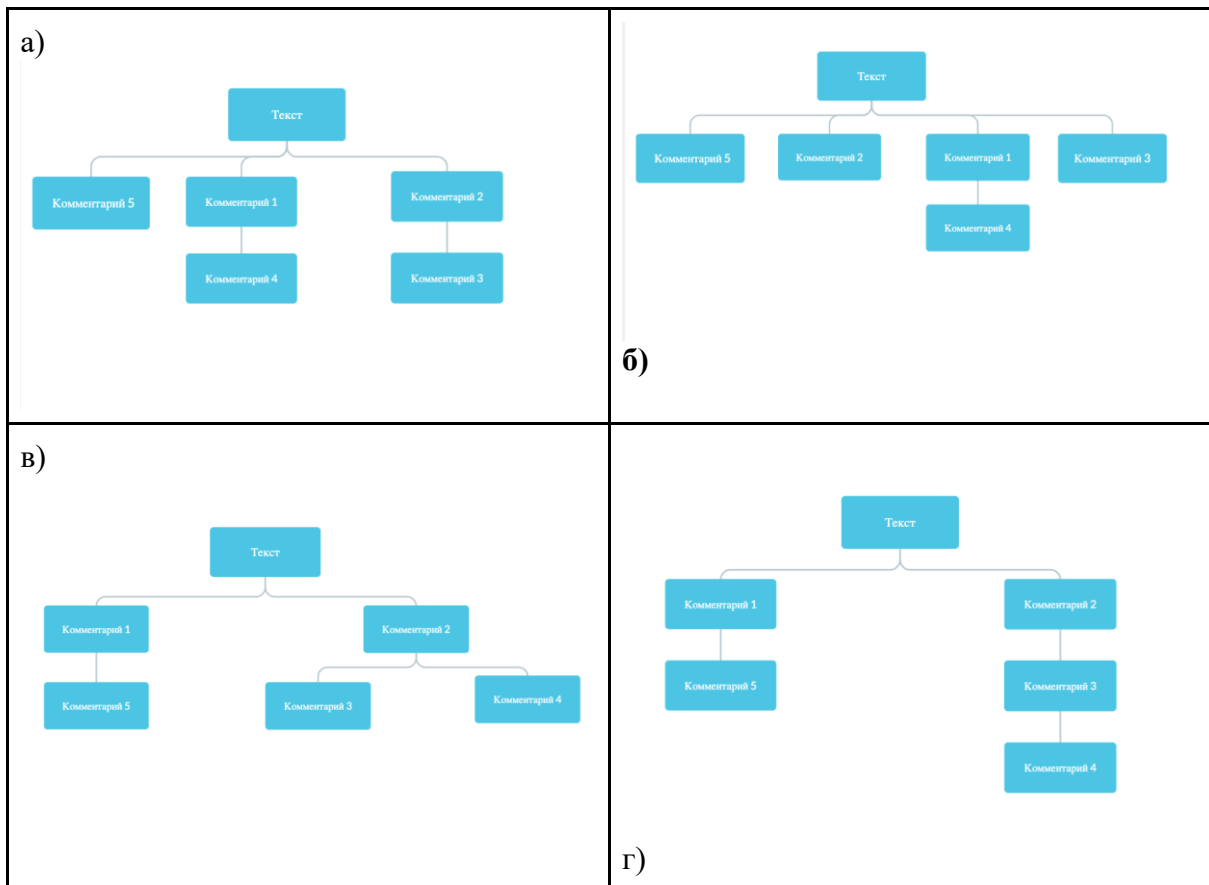 а)
Текст
Комментарий 5
Комментарий 1
Комментарий 2
Комментарий 4
Комментарий 3
Текст
Комментарий 5
Комментарий 2
Комментарий 1
Комментарий 3
Комментарий 4
б)
в)
Текст
Комментарий 1
Комментарий 2
Комментарий 5
Комментарий 3
Комментарий 4
Текст
Комментарий 1
Комментарий 2
Комментарий 5
Комментарий 3
Комментарий 4
г)